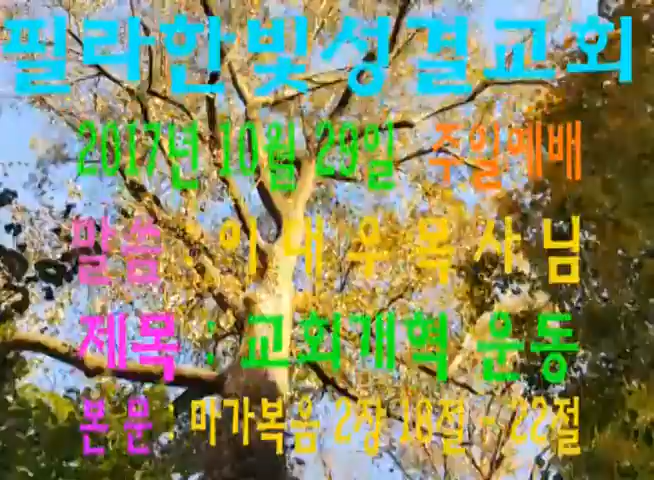 필라한빛성결교회
2017년 10월 29일 주일예배
말씀 : 이 대 우 목 사 님
제목 : 교회개혁 운동
본 문 : 마가복음 2장 18절 - 22절